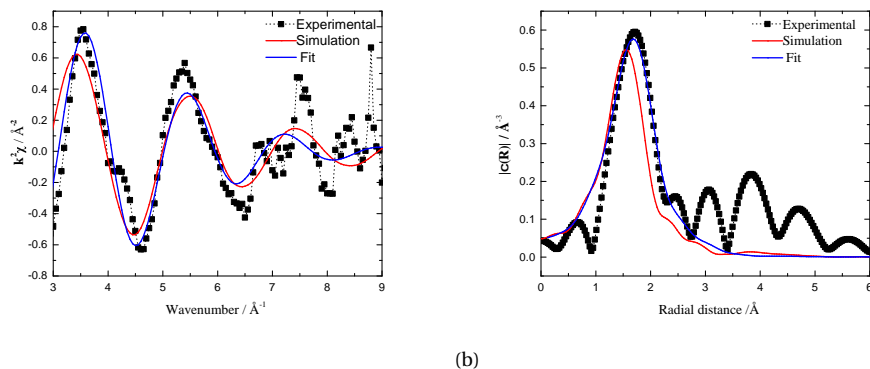 Experimental
Simulation
Fit
k²χ / Å⁻²
0.8
0.6
0.4
0.2
0.0
-0.2
-0.4
-0.6
-0.8
3 4 5 6 7 8 9
Wavenumber / Å⁻¹
Experimental
Simulation
Fit
|C(R)| / Å⁻³
0.6
0.5
0.4
0.3
0.2
0.1
0.0
0 1 2 3 4 5 6
Radial distance /Å
(b)